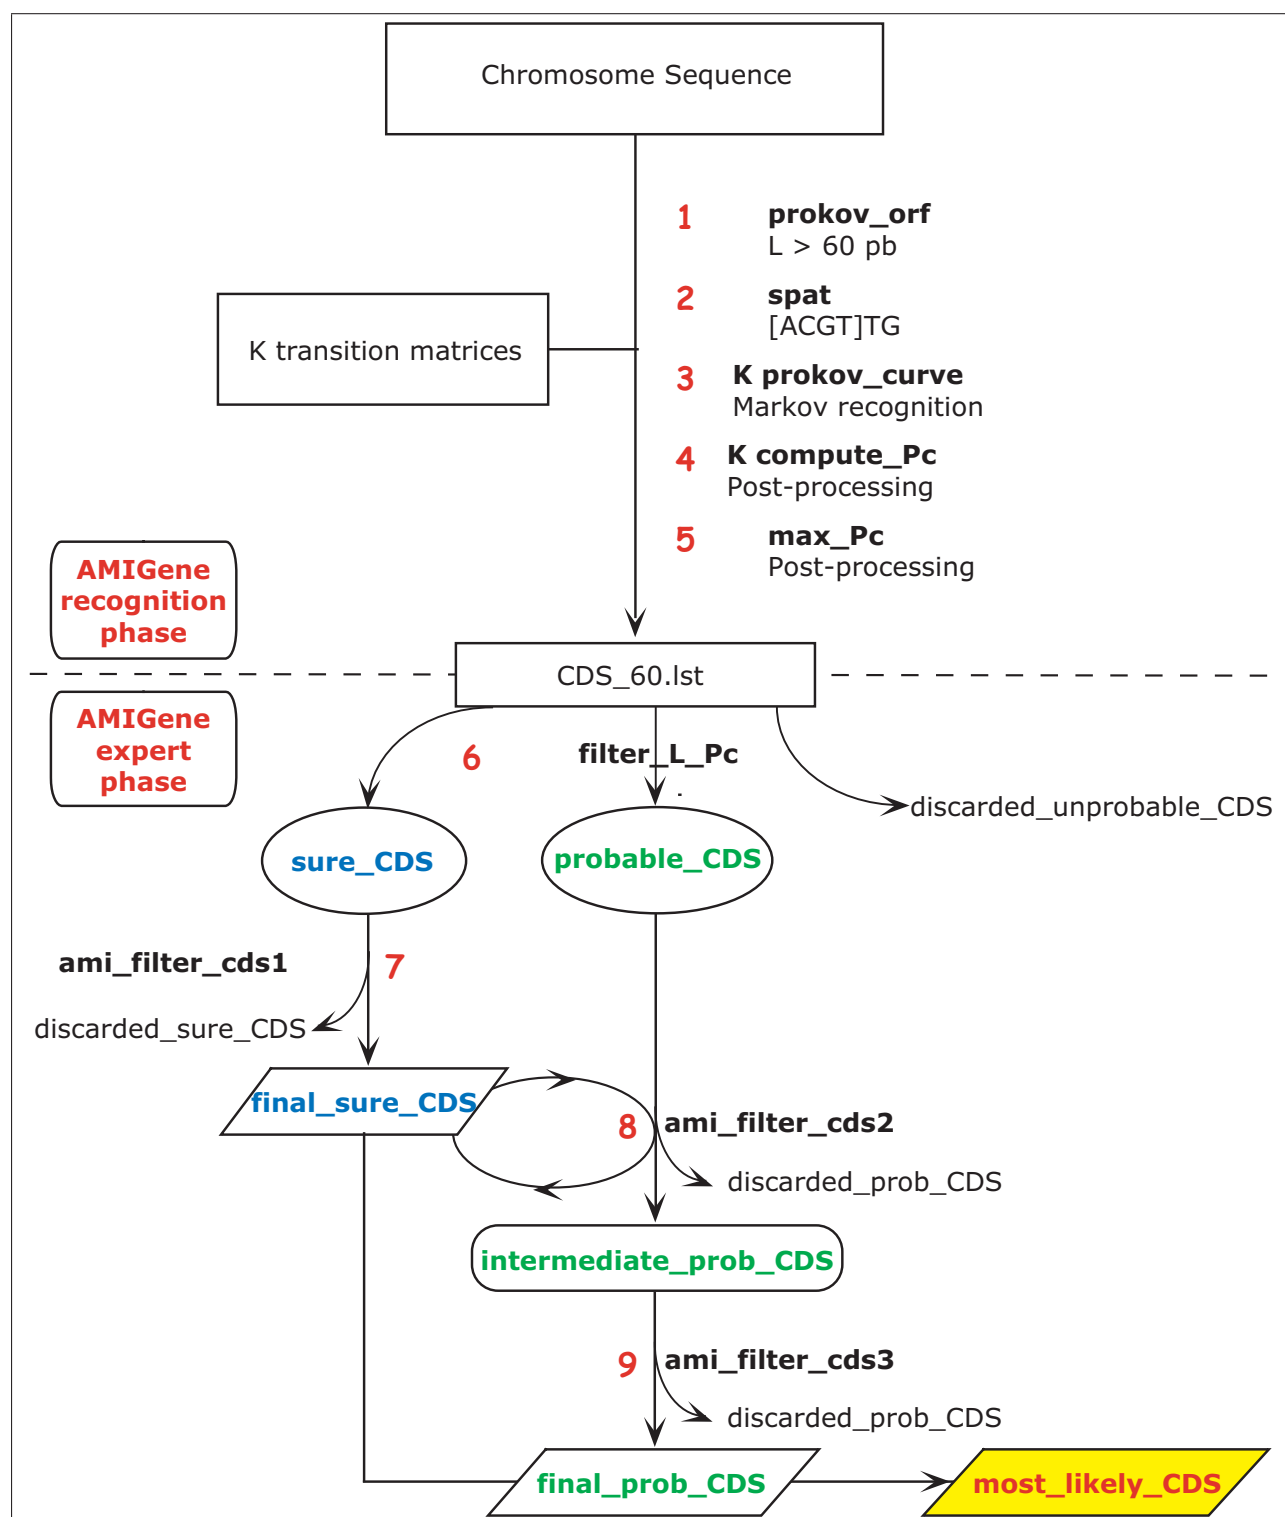 Chromosome Sequence
1 prokov_orf
L > 60 pb
2 spat
[ACGT]TG
K transition matrices
3 K prokov_curve
Markov recognition
4 K compute_Pc
Post-processing
5 max_Pc
Post-processing
AMIGene
recognition
phase
CDS_60.lst
AMIGene
expert
phase
6 filter_L_Pc
discarded_unprobable_CDS
sure_CDS
probable_CDS
ami_filter_cds1 7
discarded_sure_CDS
final_sure_CDS
8 ami_filter_cds2
discarded_prob_CDS
intermediate_prob_CDS
9 ami_filter_cds3
discarded_prob_CDS
final_prob_CDS
most_likely_CDS